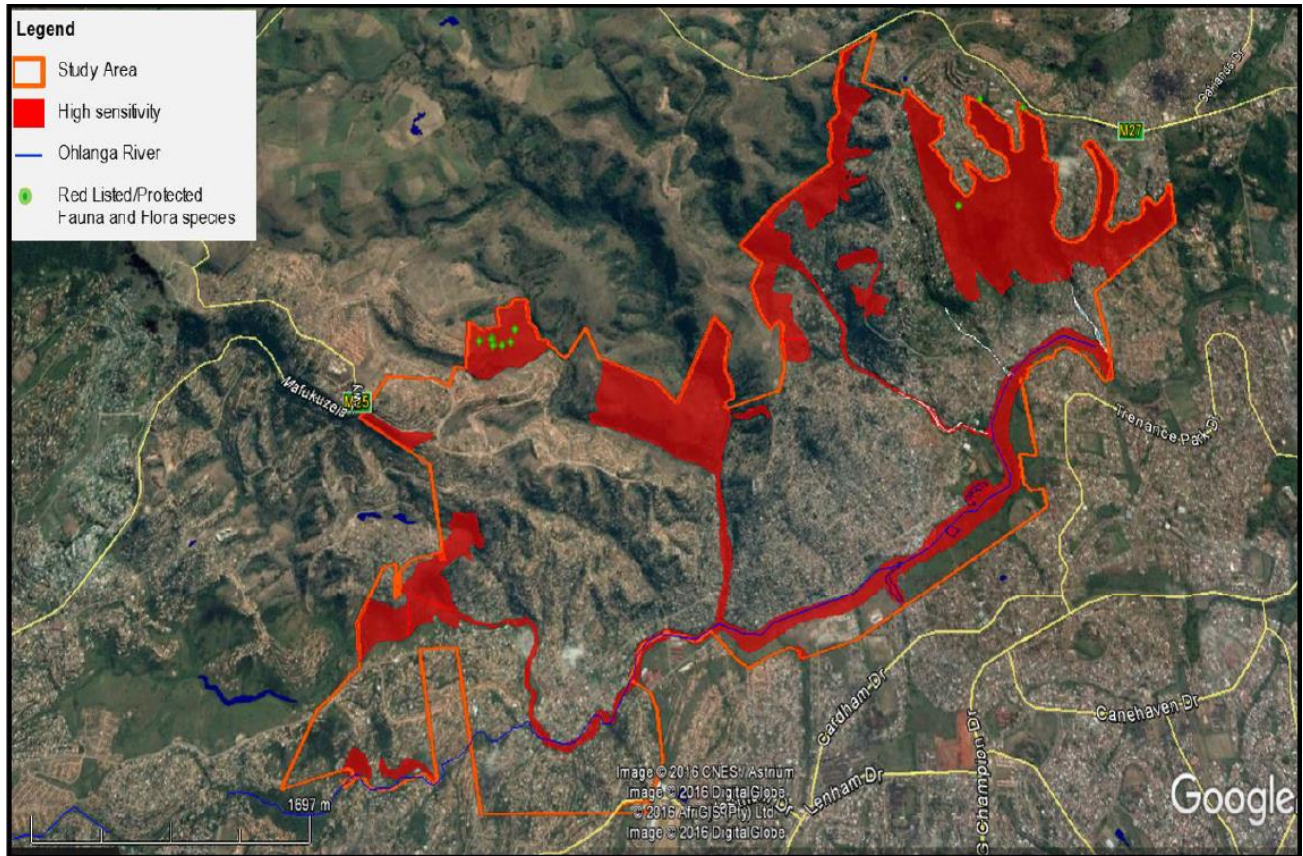 Legend
Study Area
High sensitivity
Ohlanga River
Red Listed/Protected
Fauna and Flora species
M27
M25
Mafukuzela
Trenance Park Dr
Cardham Dr
Canehaven Dr
Lenham Dr
G Champion Dr
1697 m
Image © 2016 CNES / Astrium
Image © 2016 DigitalGlobe
© 2016 AfriGIS (Pty) Ltd.
Image © 2016 DigitalGlobe
Google